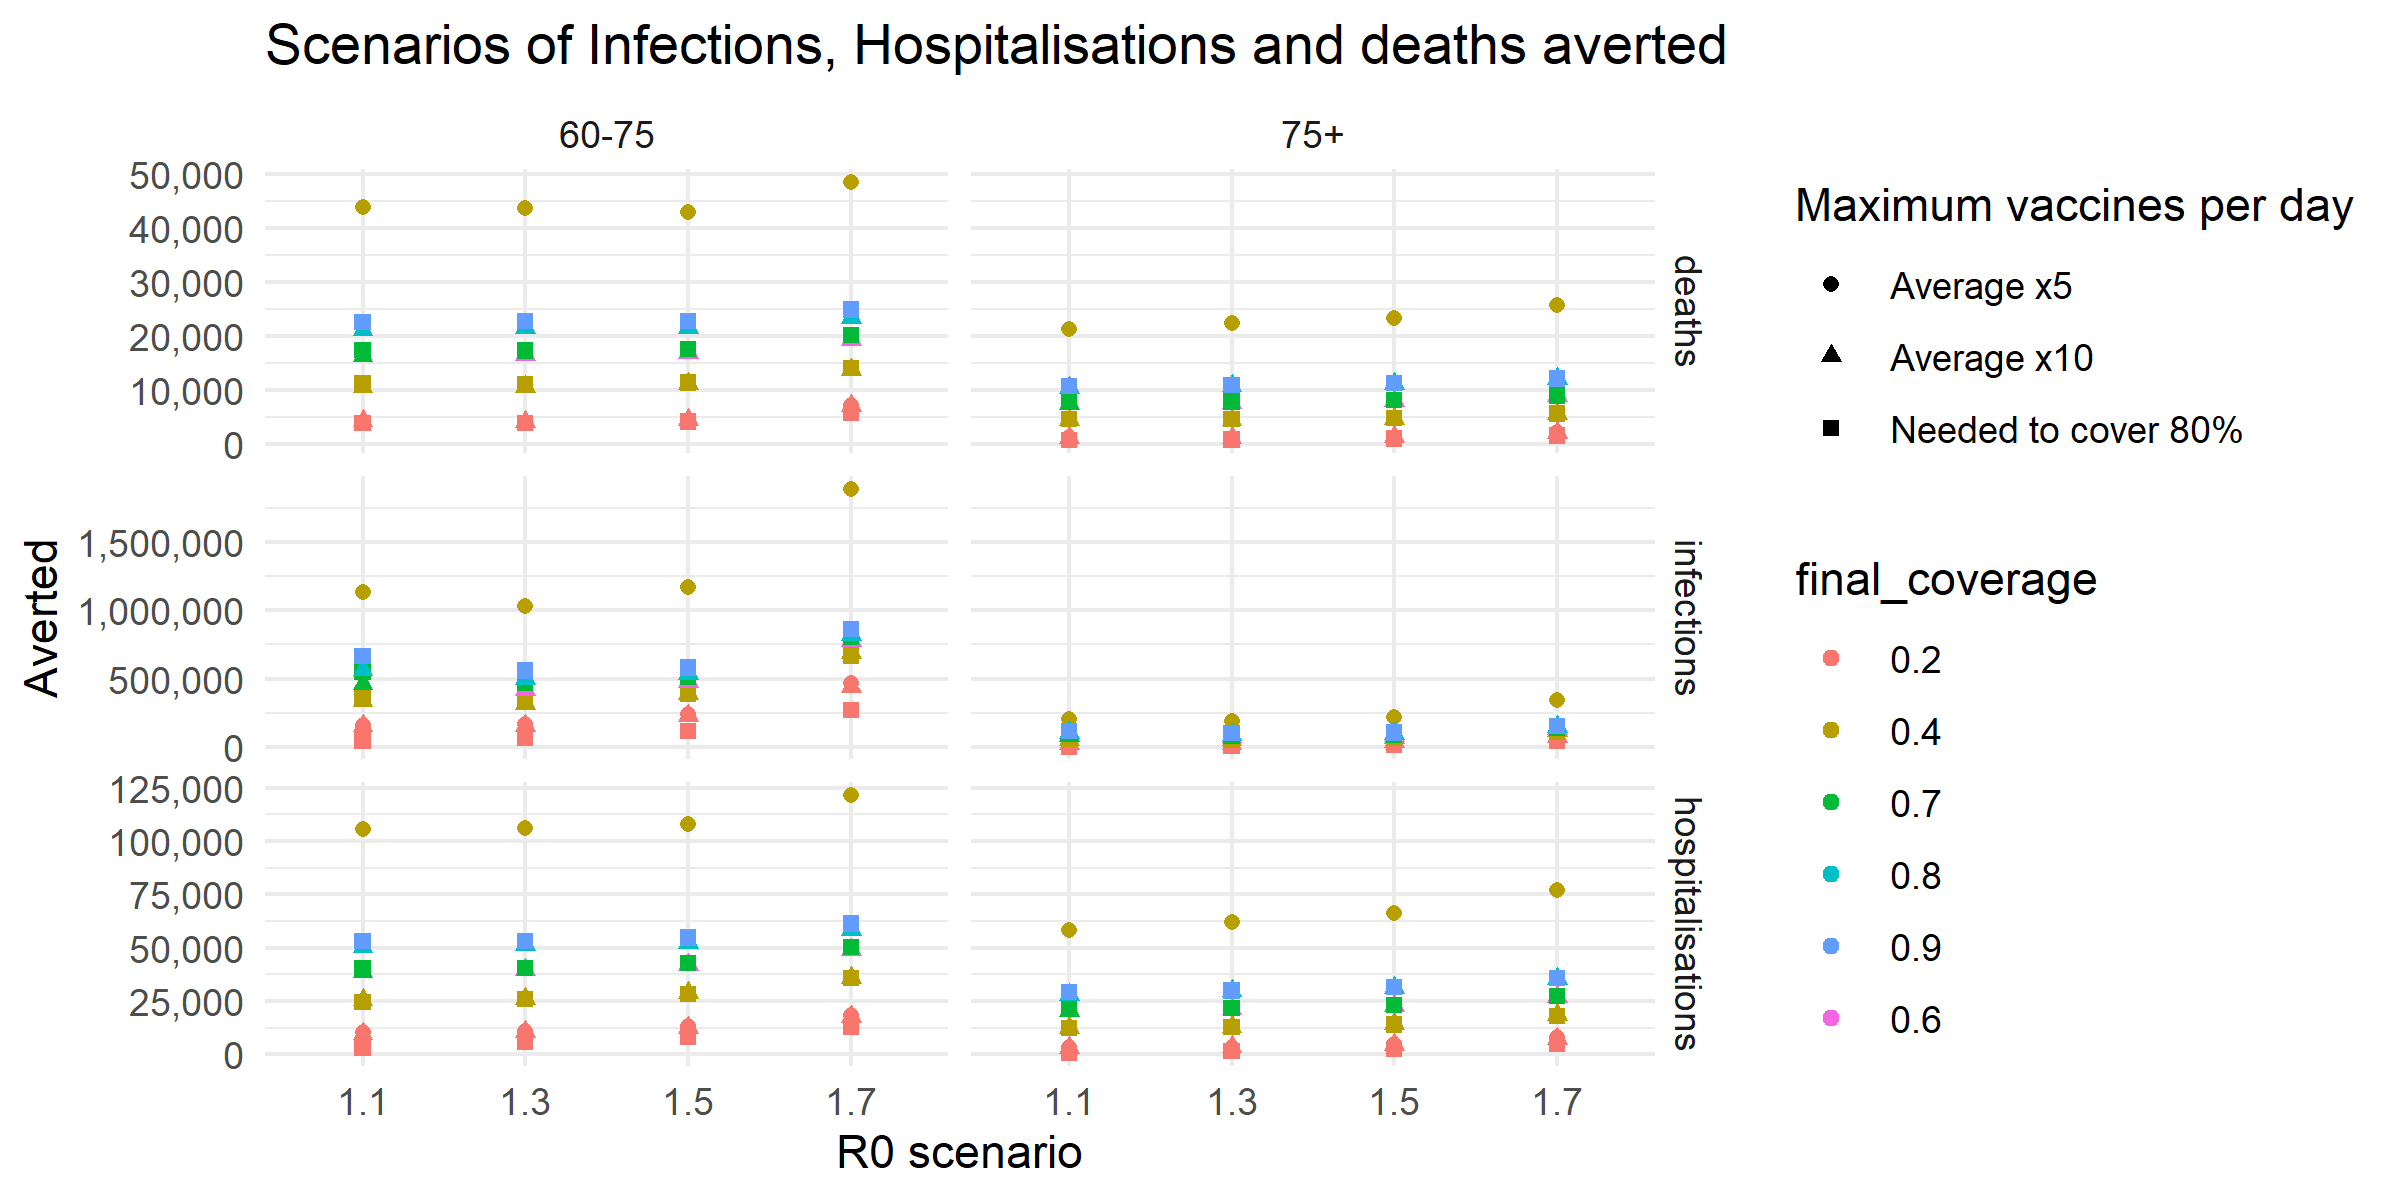 Scenarios of Infections, Hospitalisations and deaths averted
60-75
75+
50,000
40,000
30,000
20,000
10,000
0
deaths
1,500,000
1,000,000
500,000
0
infections
125,000
100,000
75,000
50,000
25,000
0
hospitalisations
Averted
1.1 1.3 1.5 1.7
1.1 1.3 1.5 1.7
R0 scenario
Maximum vaccines per day
Average x5
Average x10
Needed to cover 80%
final_coverage
0.2
0.4
0.7
0.8
0.9
0.6